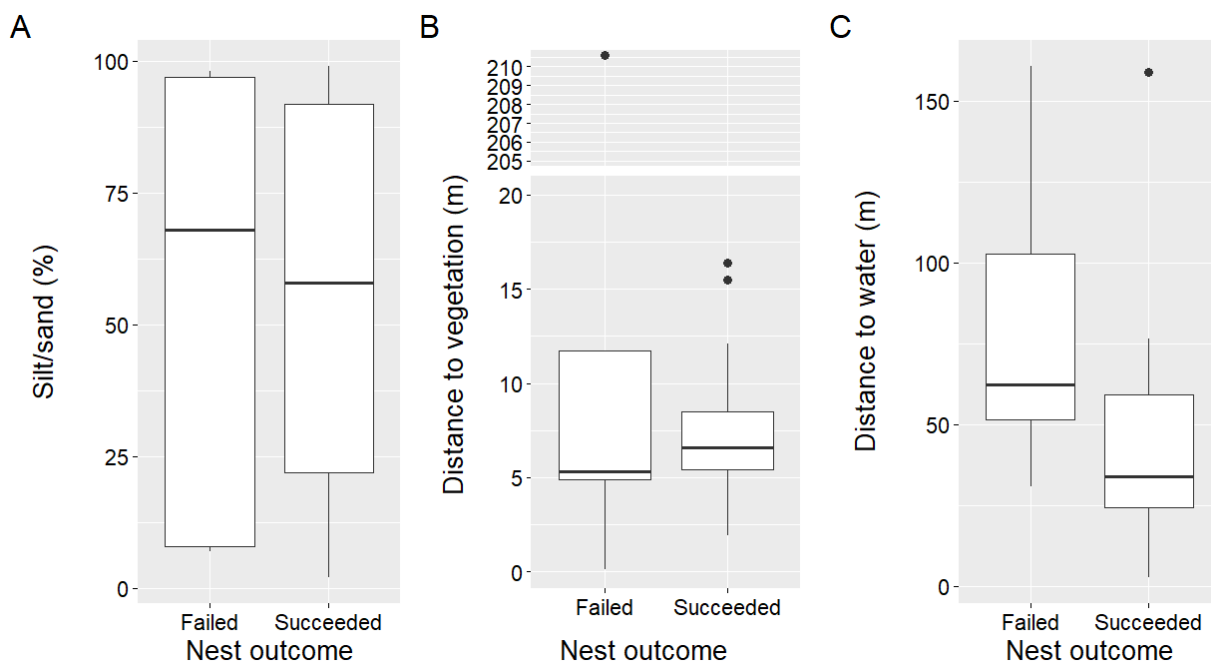 A
Silt/sand (%)
100
75
50
25
0
Failed Succeeded
Nest outcome
B
Distance to vegetation (m)
210
209
208
207
206
205
20
15
10
5
0
Failed Succeeded
Nest outcome
C
Distance to water (m)
150
100
50
0
Failed Succeeded
Nest outcome